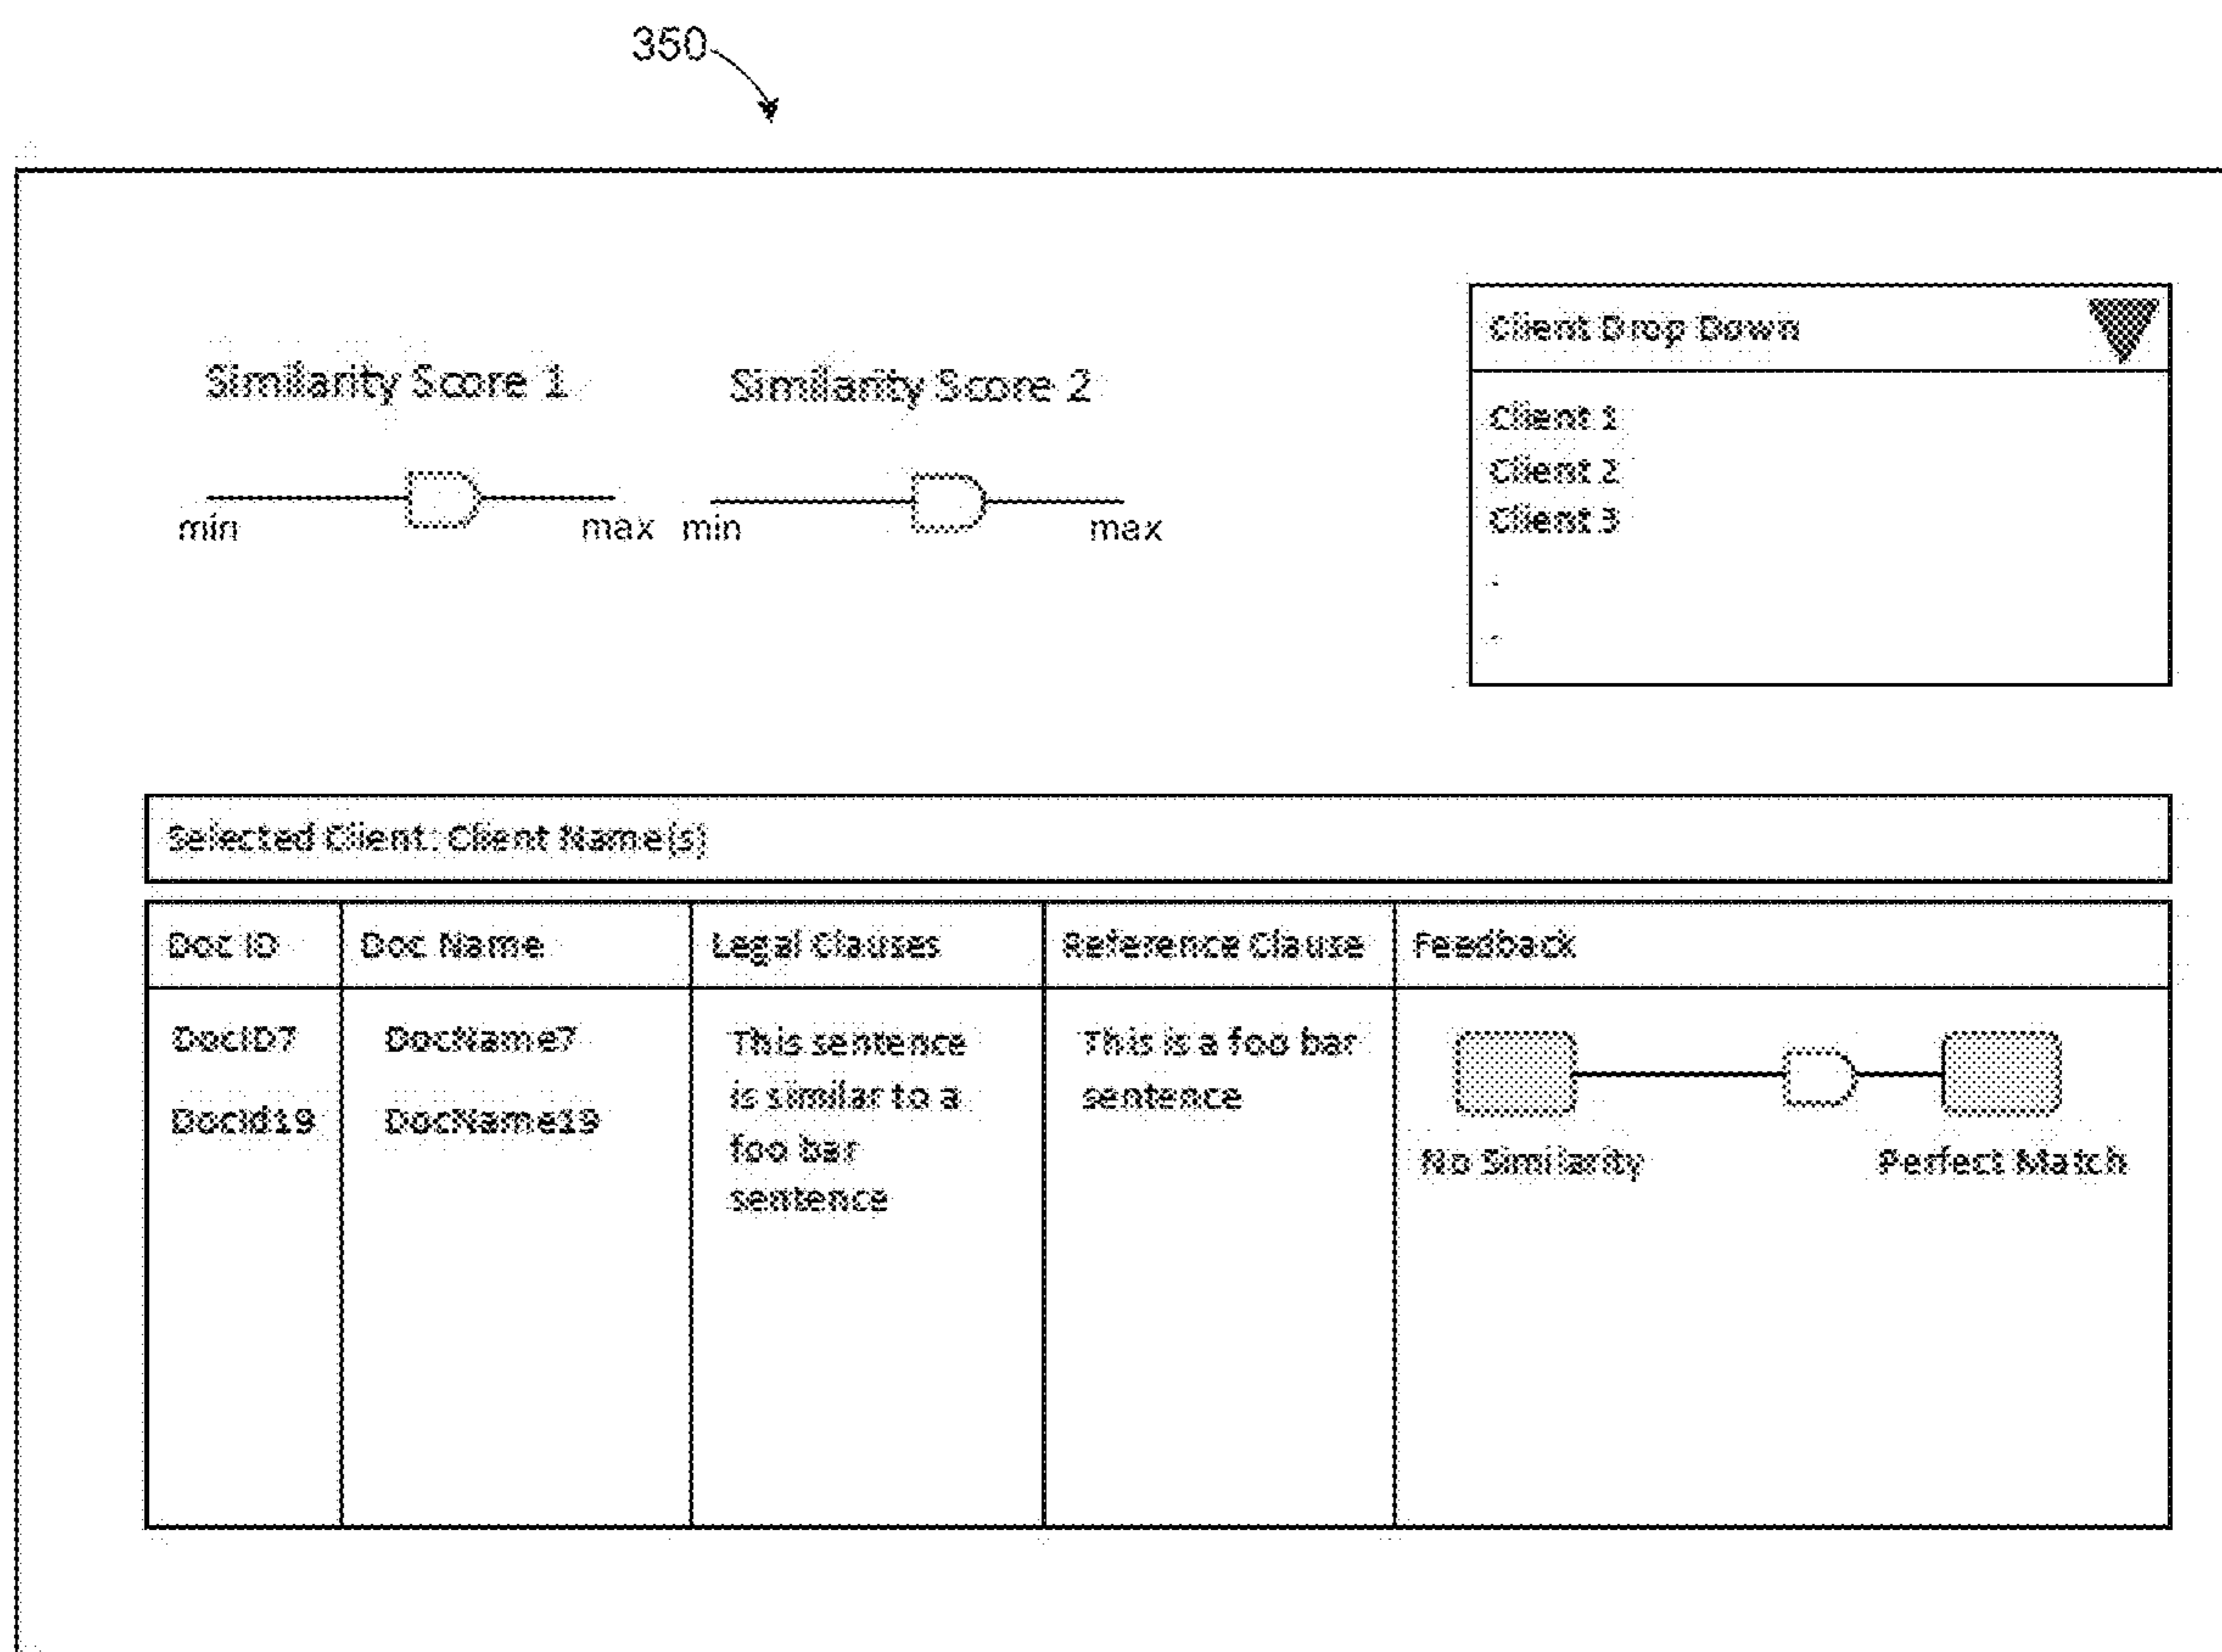 350
Similarity Score 1
Similarity Score 2
min
max
min
max
Client Drop Down
Client 1
Client 2
Client 3
Selected Client: Client Name(s)
Doc ID
Doc Name
Legal Clauses
Reference Clause
Feedback
DocID7
DocId19
DocName7
DocName19
This sentence
is similar to a
foo bar
sentence
This is a foo bar
sentence
No Similarity
Perfect Match